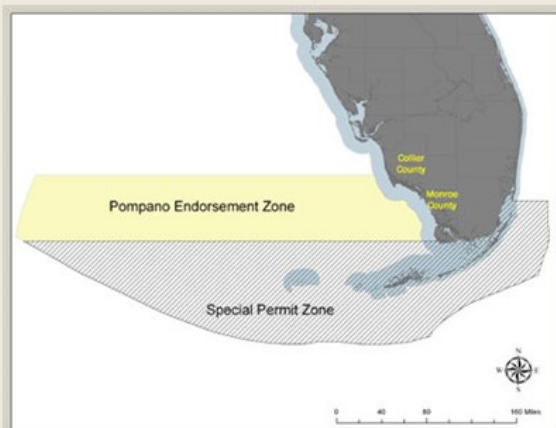 Collier
County
Monroe
County
Pompano Endorsement Zone
Special Permit Zone
N
W E
S
0 40 80 160 Miles